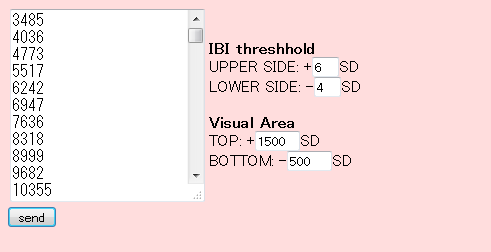 3485
4036
4773
5517
6242
6947
7636
8318
8999
9682
10355
IBI threshhold
UPPER SIDE: +6 SD
LOWER SIDE: -4 SD
Visual Area
TOP: +1500 SD
BOTTOM: -500 SD
send